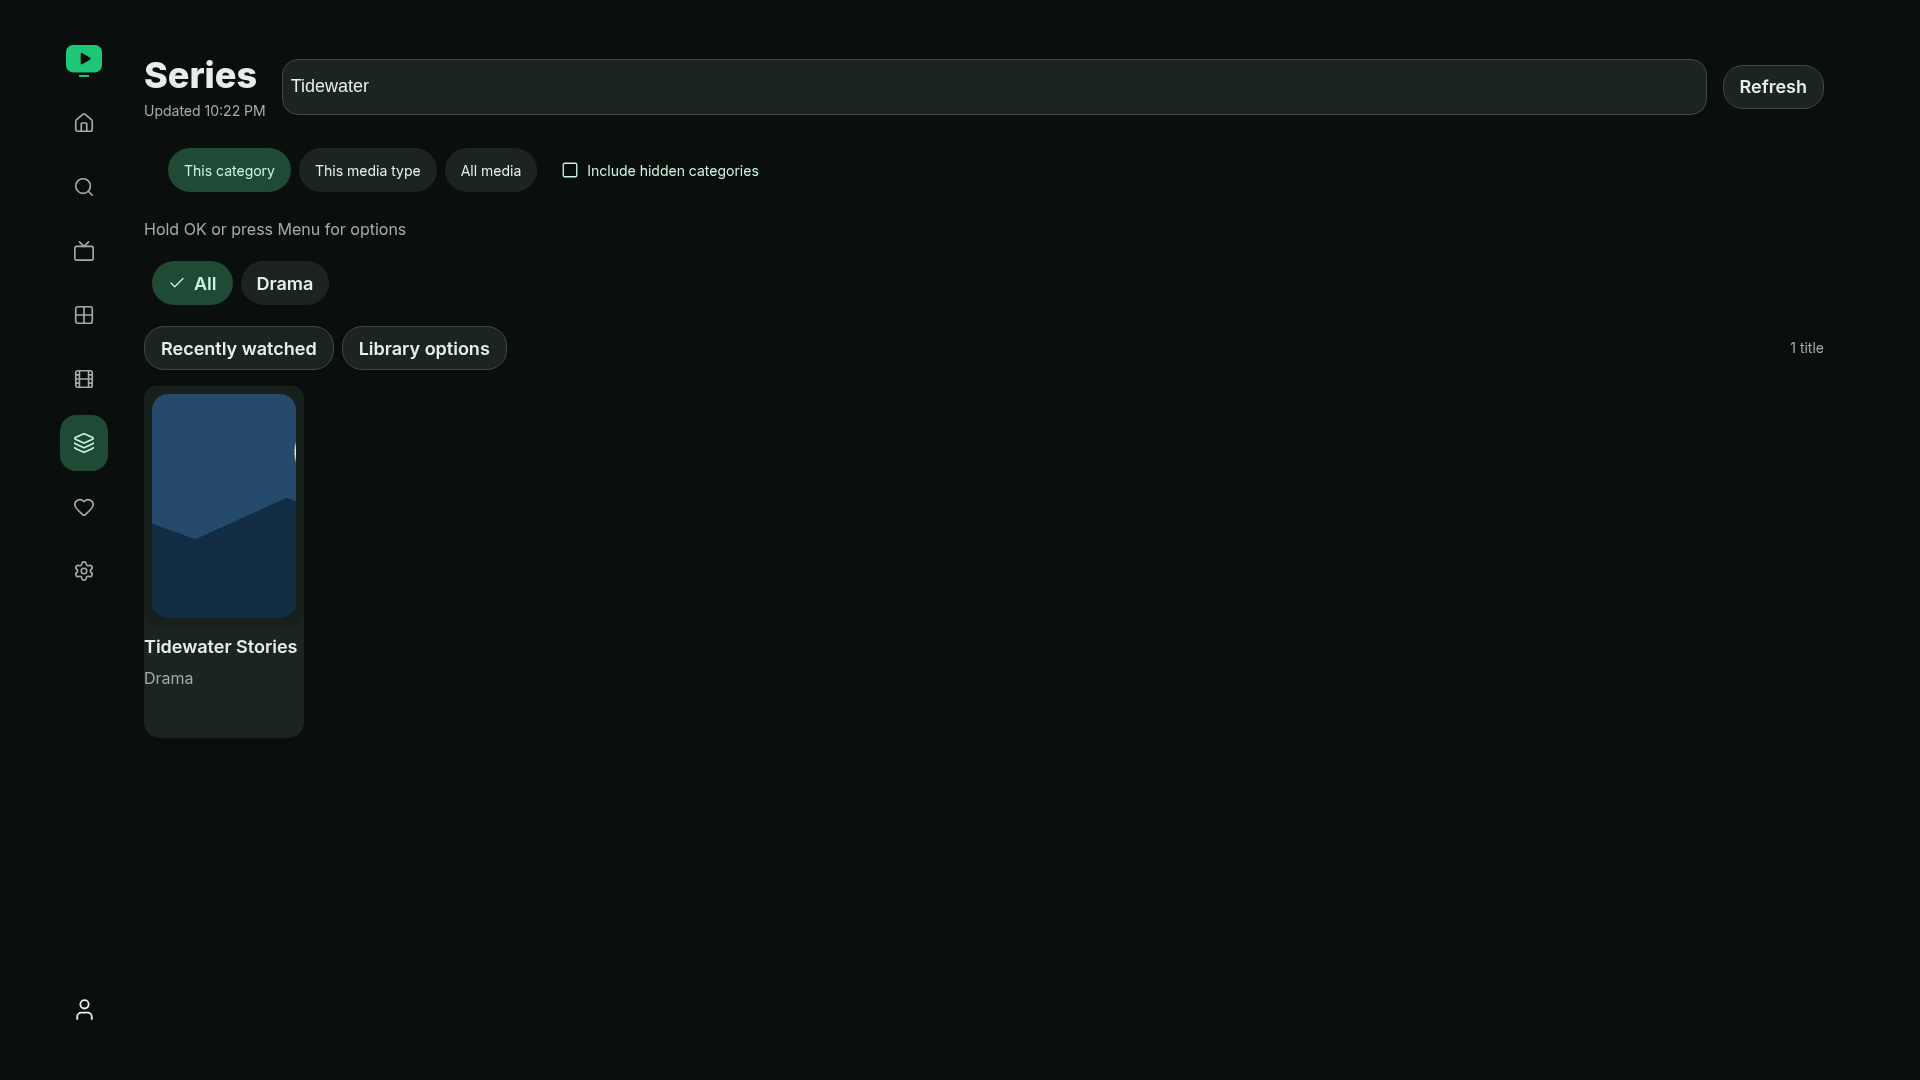 Series
Tidewater
Refresh
Updated 10:22 PM
This category
This media type
All media
Include hidden categories
Hold OK or press Menu for options
All
Drama
Recently watched
Library options
1 title
Tidewater Stories
Drama